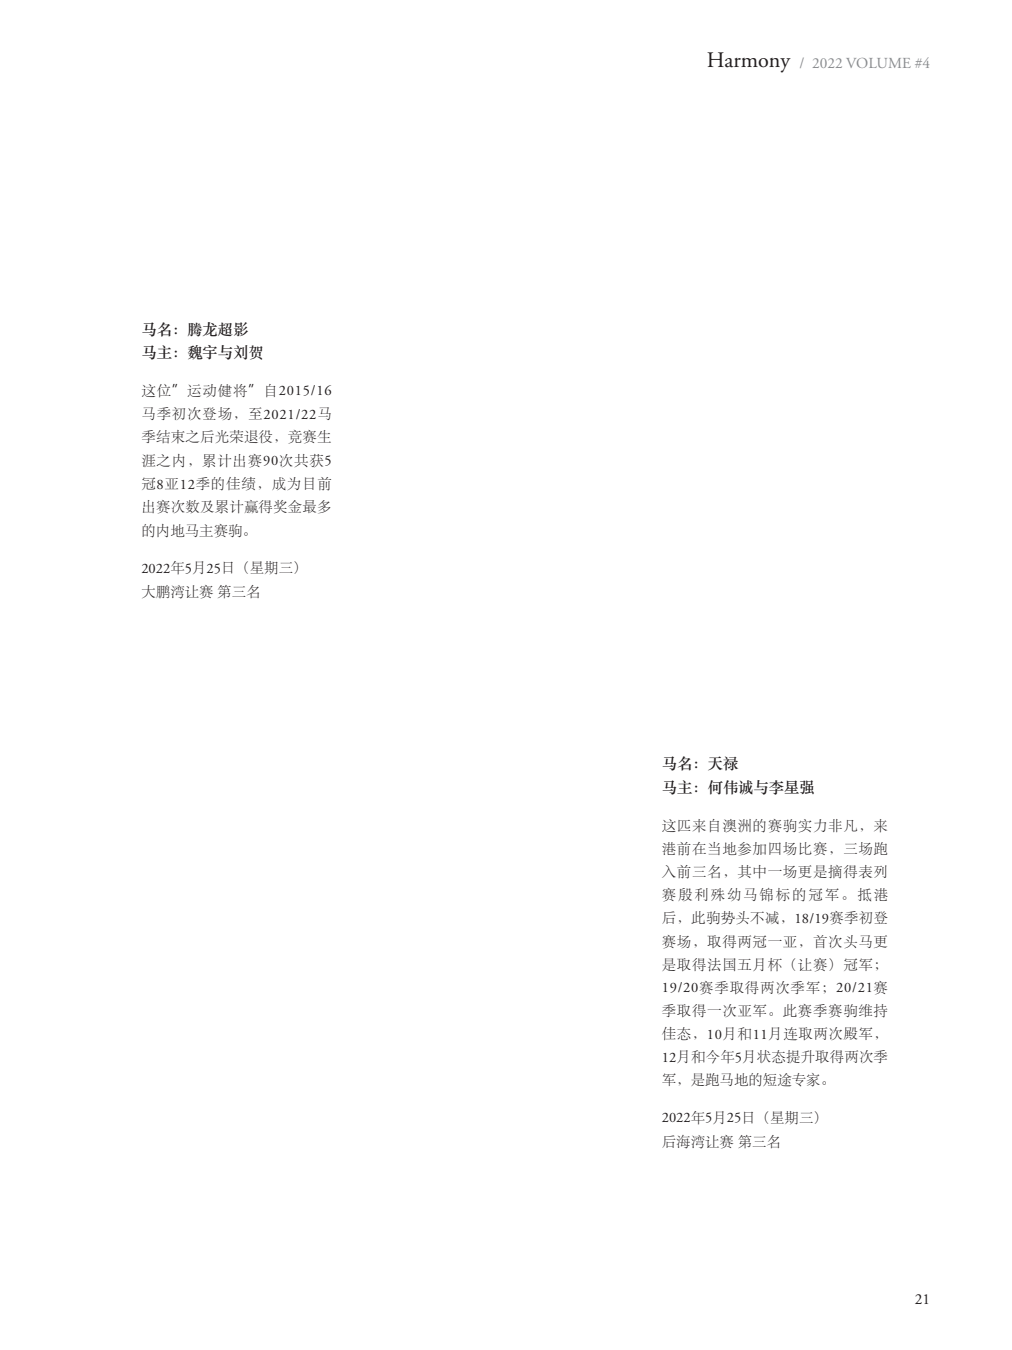 Harmony / 2022 VOLUME #4
马名：腾龙超影
马主：魏宇与刘贺
这位"运动健将"自2015/16
马季初次登场，至2021/22马
季结束之后光荣退役，竞赛生
涯之内，累计出赛90次共获5
冠8亚12季的佳绩，成为目前
出赛次数及累计赢得奖金最多
的内地马主赛驹。
2022年5月25日（星期三）
大鹏湾让赛 第三名
马名：天禄
马主：何伟诚与李星强
这匹来自澳洲的赛驹实力非凡，来
港前在当地参加四场比赛，三场跑
入前三名，其中一场更是摘得表列
赛殷利殊幼马锦标的冠军。抵港
后，此驹势头不减，18/19赛季初登
赛场，取得两冠一亚，首次头马更
是取得法国五月杯（让赛）冠军；
19/20赛季取得两次季军；20/21赛
季取得一次亚军。此赛季赛驹维持
佳态，10月和11月连取两次殿军，
12月和今年5月状态提升取得两次季
军，是跑马地的短途专家。
2022年5月25日（星期三）
后海湾让赛 第三名
21